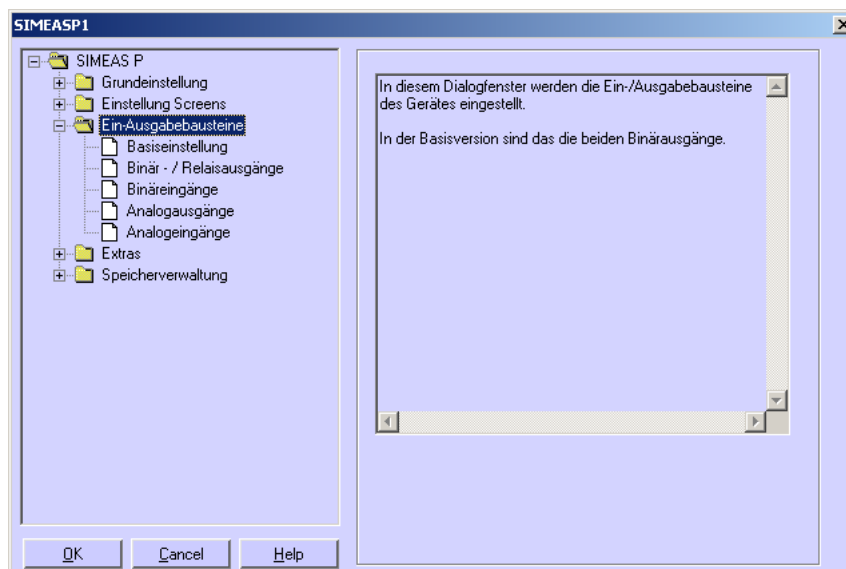 SIMEASP1
SIMEAS P
Grundeinstellung
Einstellung Screens
Ein-Ausgabebausteine
Basiseinstellung
Binär - / Relaisausgänge
Binäreingänge
Analogausgänge
Analogeingänge
Extras
Speicherverwaltung
In diesem Dialogfenster werden die Ein-/Ausgabebausteine
des Gerätes eingestellt.
In der Basisversion sind das die beiden Binärausgänge.
OK
Cancel
Help